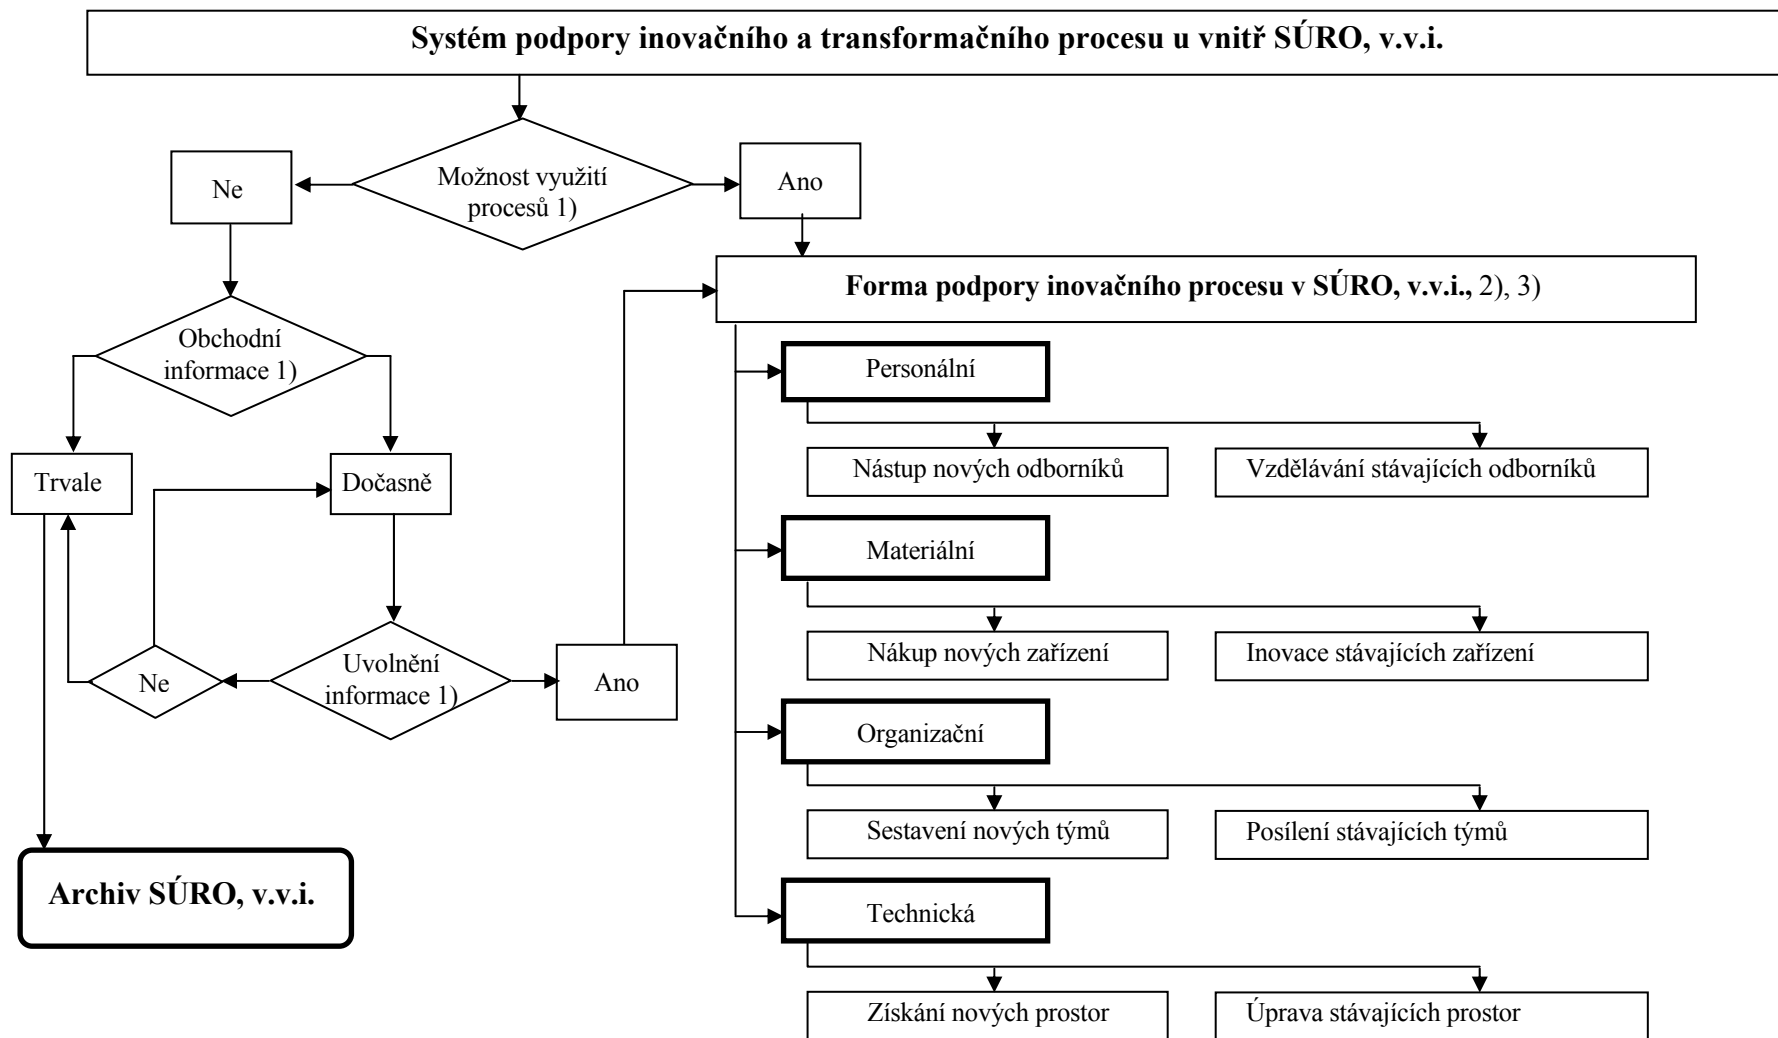 Systém podpory inovačního a transformačního procesu u vnitř SÚRO, v.v.i.
Ne
Možnost využití
procesů 1)
Ano
Forma podpory inovačního procesu v SÚRO, v.v.i., 2), 3)
Obchodní
informace 1)
Personální
Trvale
Dočasně
Nástup nových odborníků
Vzdělávání stávajících odborníků
Materiální
Ne
Uvolnění
informace 1)
Ano
Nákup nových zařízení
Inovace stávajících zařízení
Organizační
Sestavení nových týmů
Posílení stávajících týmů
Archiv SÚRO, v.v.i.
Technická
Získání nových prostor
Úprava stávajících prostor